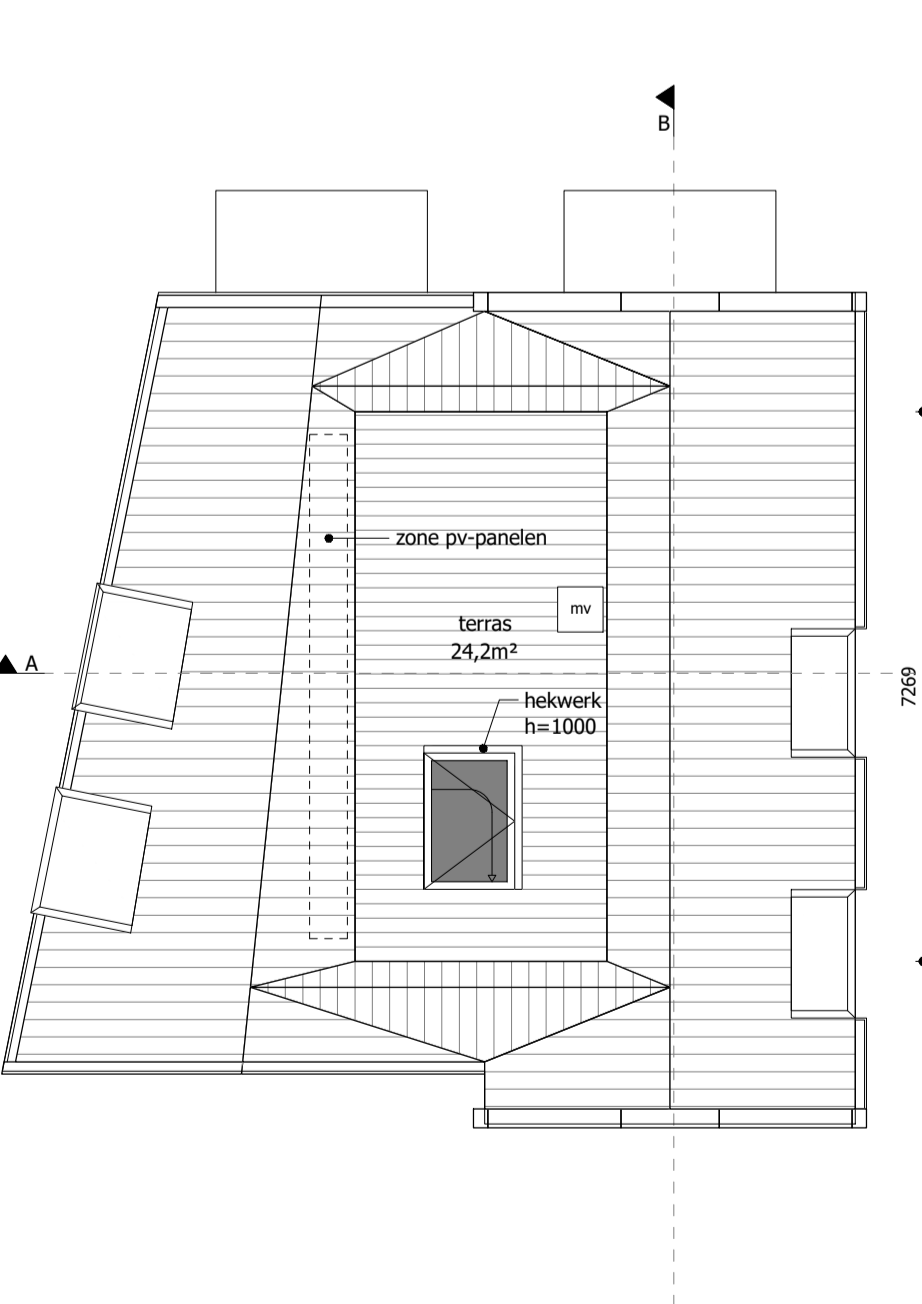 B
zone pv-panelen
mv
terras
24,2m²
A
7269
hekwerk
h=1000